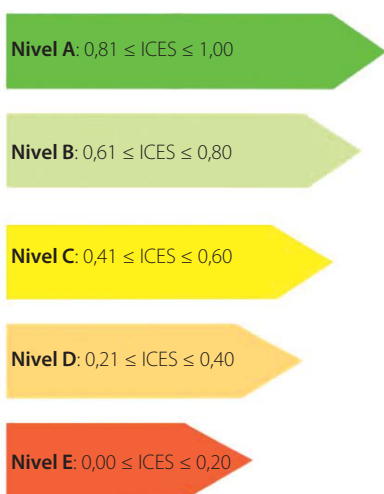 Nivel A: 0,81 ≤ ICES ≤ 1,00
Nivel B: 0,61 ≤ ICES ≤ 0,80
Nivel C: 0,41 ≤ ICES ≤ 0,60
Nivel D: 0,21 ≤ ICES ≤ 0,40
Nivel E: 0,00 ≤ ICES ≤ 0,20